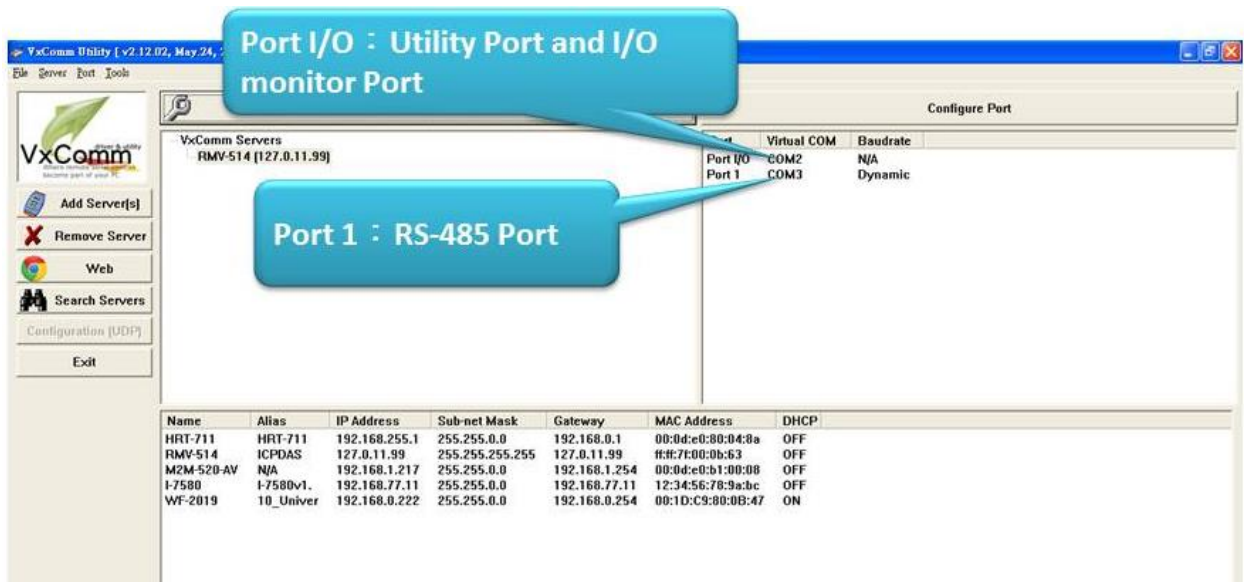 VxComm Utility [ v2.12.02, May.24, 2
Port I/O：Utility Port and I/O
monitor Port
File Server Port Tools
Configure Port
VxComm
driver & utility
become part of your PC
Add Server(s)
Remove Server
Web
Search Servers
Configuration (UDP)
Exit
VxComm Servers
RMV-514 (127.0.11.99)
Port 1：RS-485 Port
Virtual COM Baudrate
Port I/O COM2 N/A
Port 1 COM3 Dynamic
Name Alias IP Address Sub-net Mask Gateway MAC Address DHCP
HRT-711 HRT-711 192.168.255.1 255.255.0.0 192.168.0.1 00:0d:e0:80:04:8a OFF
RMV-514 ICPDAS 127.0.11.99 255.255.255.255 127.0.11.99 ff:ff:7f:00:0b:63 OFF
M2M-520-AV N/A 192.168.1.217 255.255.0.0 192.168.1.254 00:0d:e0:b1:00:08 OFF
I-7580 I-7580v1. 192.168.77.11 255.255.0.0 192.168.77.11 12:34:56:78:9a:bc OFF
WF-2019 10_Univer 192.168.0.222 255.255.0.0 192.168.0.254 00:1D:C9:80:0B:47 ON